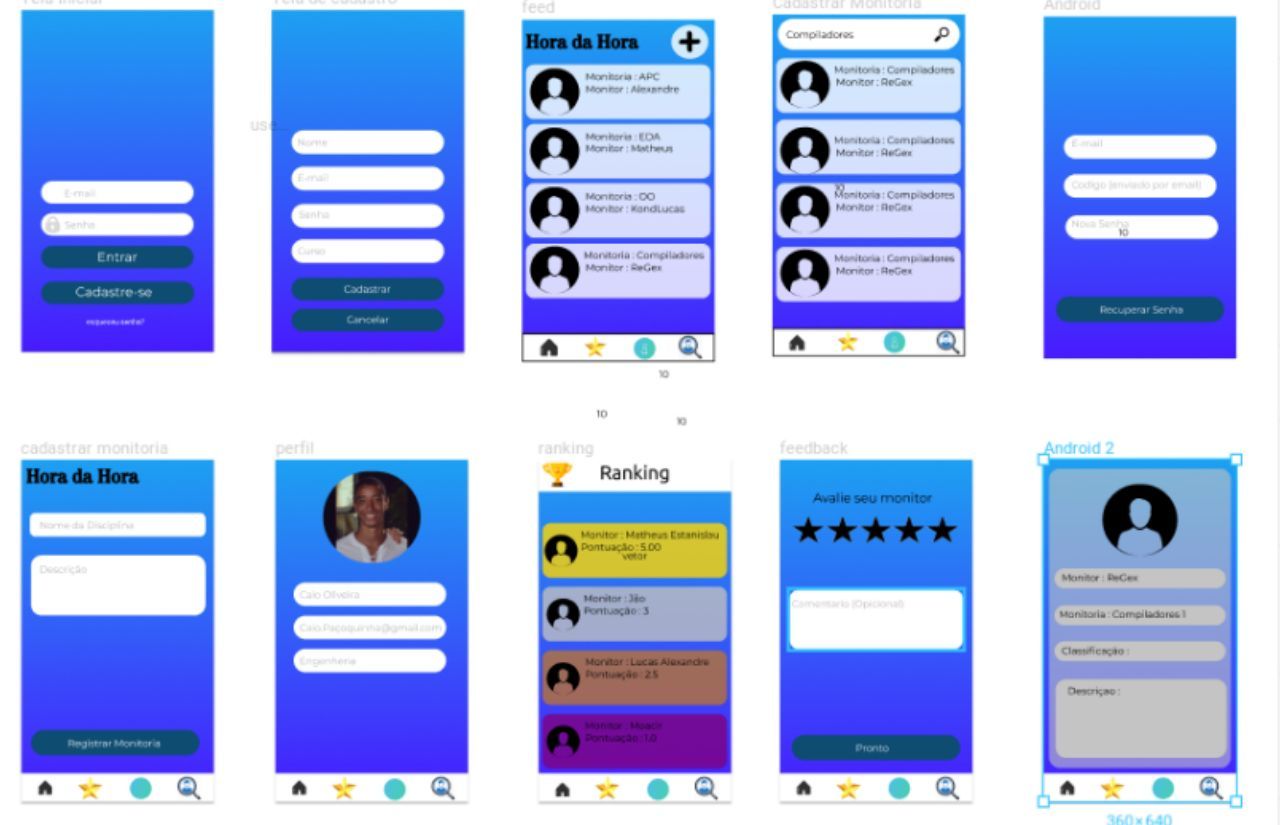 Tela Inicial
E-mail
Senha
Entrar
Cadastre-se
esqueceu senha?
Tela de cadastro
use...
Nome
E-mail
Senha
Curso
Cadastrar
Cancelar
feed
Hora da Hora
Monitoria : APC
Monitor : Alexandre
Monitoria : EDA
Monitor : Matheus
Monitoria : OO
Monitor : KondLucas
Monitoria : Compiladores
Monitor : ReGex
10
10
10
Cadastrar Monitoria
Compiladores
Monitoria : Compiladores
Monitor : ReGex
Monitoria : Compiladores
Monitor : ReGex
10
Monitoria : Compiladores
Monitor : ReGex
Monitoria : Compiladores
Monitor : ReGex
Android
E-mail
Codigo (enviado por email)
Nova Senha
10
Recuperar Senha
cadastrar monitoria
Hora da Hora
Nome da Disciplina
Descrição
Registrar Monitoria
perfil
Caio Oliveira
Caio.Paçoquinha@gmail.com
Engenheria
ranking
Ranking
Monitor : Matheus Estanislau
Pontuação : 5.00
vetor
Monitor : Jão
Pontuação : 3
Monitor : Lucas Alexandre
Pontuação : 2.5
Monitor : Moacir
Pontuação : 1.0
feedback
Avalie seu monitor
Comentario (Opicional)
Pronto
Android 2
Monitor : ReGex
Monitoria : Compiladores 1
Classificação :
Descriçao :
360 × 640